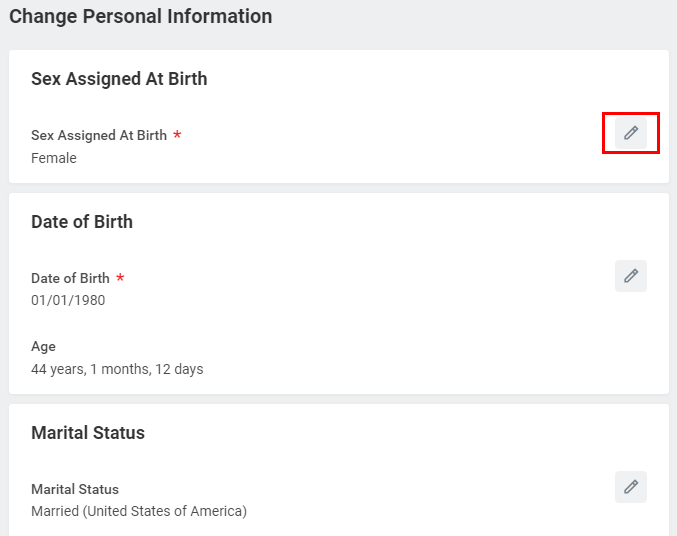 Change Personal Information
Sex Assigned At Birth
Sex Assigned At Birth *
Female
Date of Birth
Date of Birth *
01/01/1980
Age
44 years, 1 months, 12 days
Marital Status
Marital Status
Married (United States of America)